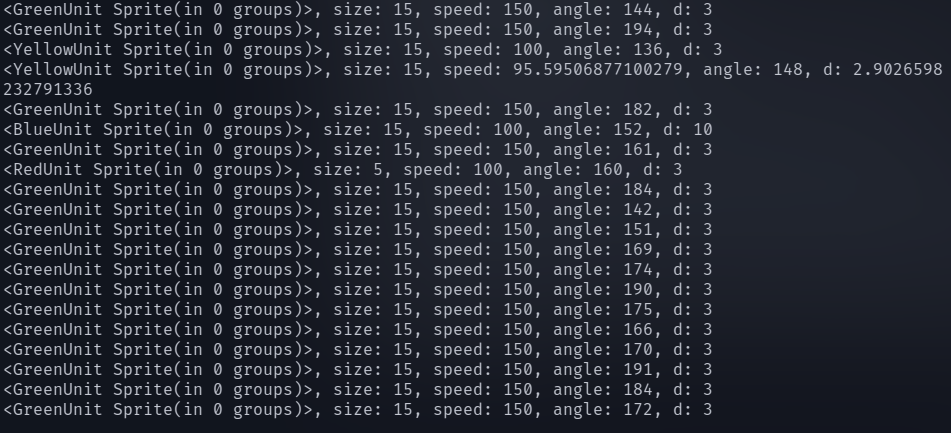 <GreenUnit Sprite(in 0 groups)>, size: 15, speed: 150, angle: 144, d: 3
<GreenUnit Sprite(in 0 groups)>, size: 15, speed: 150, angle: 194, d: 3
<YellowUnit Sprite(in 0 groups)>, size: 15, speed: 100, angle: 136, d: 3
<YellowUnit Sprite(in 0 groups)>, size: 15, speed: 95.59506877100279, angle: 148, d: 2.9026598
232791336
<GreenUnit Sprite(in 0 groups)>, size: 15, speed: 150, angle: 182, d: 3
<BlueUnit Sprite(in 0 groups)>, size: 15, speed: 100, angle: 152, d: 10
<GreenUnit Sprite(in 0 groups)>, size: 15, speed: 150, angle: 161, d: 3
<RedUnit Sprite(in 0 groups)>, size: 5, speed: 100, angle: 160, d: 3
<GreenUnit Sprite(in 0 groups)>, size: 15, speed: 150, angle: 184, d: 3
<GreenUnit Sprite(in 0 groups)>, size: 15, speed: 150, angle: 142, d: 3
<GreenUnit Sprite(in 0 groups)>, size: 15, speed: 150, angle: 151, d: 3
<GreenUnit Sprite(in 0 groups)>, size: 15, speed: 150, angle: 169, d: 3
<GreenUnit Sprite(in 0 groups)>, size: 15, speed: 150, angle: 174, d: 3
<GreenUnit Sprite(in 0 groups)>, size: 15, speed: 150, angle: 190, d: 3
<GreenUnit Sprite(in 0 groups)>, size: 15, speed: 150, angle: 175, d: 3
<GreenUnit Sprite(in 0 groups)>, size: 15, speed: 150, angle: 166, d: 3
<GreenUnit Sprite(in 0 groups)>, size: 15, speed: 150, angle: 170, d: 3
<GreenUnit Sprite(in 0 groups)>, size: 15, speed: 150, angle: 191, d: 3
<GreenUnit Sprite(in 0 groups)>, size: 15, speed: 150, angle: 184, d: 3
<GreenUnit Sprite(in 0 groups)>, size: 15, speed: 150, angle: 172, d: 3